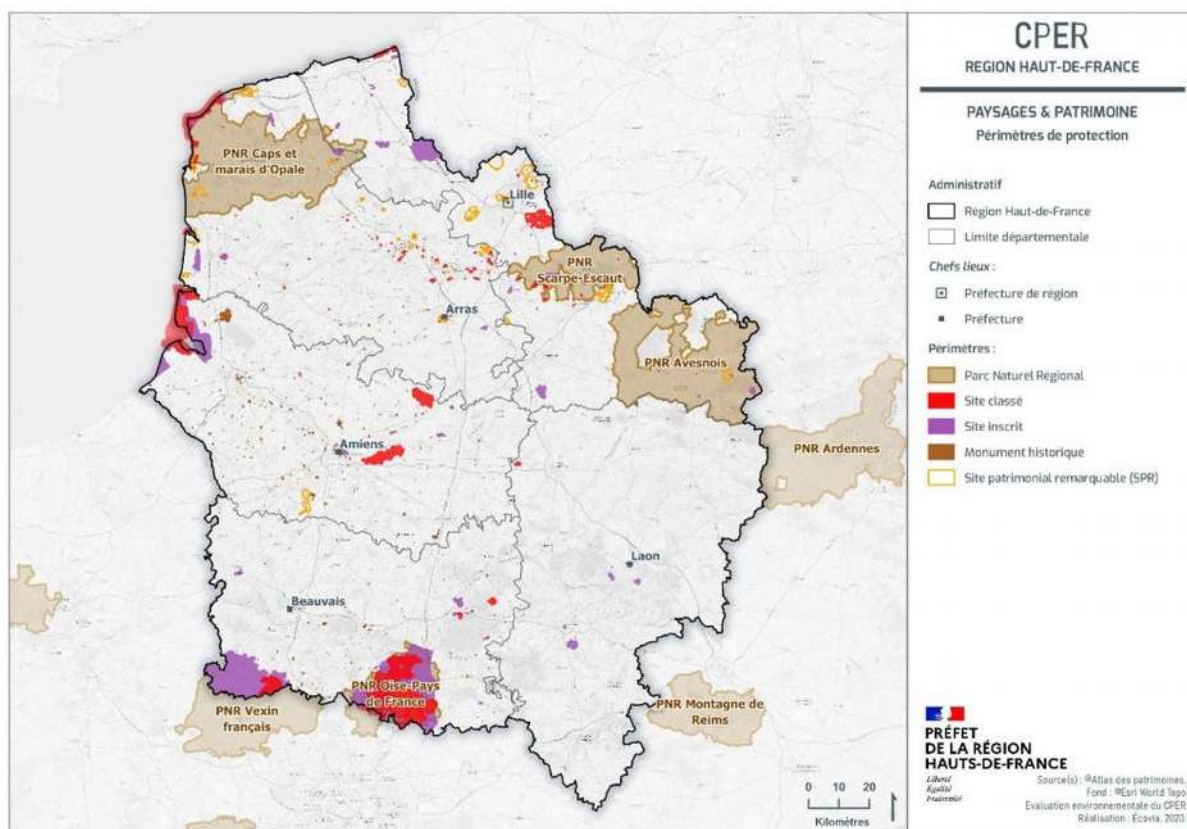 CPER
REGION HAUT-DE-FRANCE
PAYSAGES & PATRIMOINE
Périmètres de protection
Administratif
Région Haut-de-France
Limite départementale
Chefs lieux :
Préfecture de région
Préfecture
Périmètres :
Parc Naturel Régional
Site classé
Site inscrit
Monument historique
Site patrimonial remarquable (SPR)
PNR Caps et
marais d'Opale
Lille
PNR
Scarpe-Escaut
Arras
PNR Avesnois
PNR Ardennes
Amiens
Laon
Beauvais
PNR Oise-Pays
de France
PNR Vexin
français
PNR Montagne de
Reims
0 10 20
Kilomètres
PRÉFET
DE LA RÉGION
HAUTS-DE-FRANCE
Liberté
Égalité
Fraternité
Source(s) : ©Atlas des patrimoines.
Fond : ©Esri World Topo
Evaluation environnementale du CPER
Réalisation : Écovia, 2020.